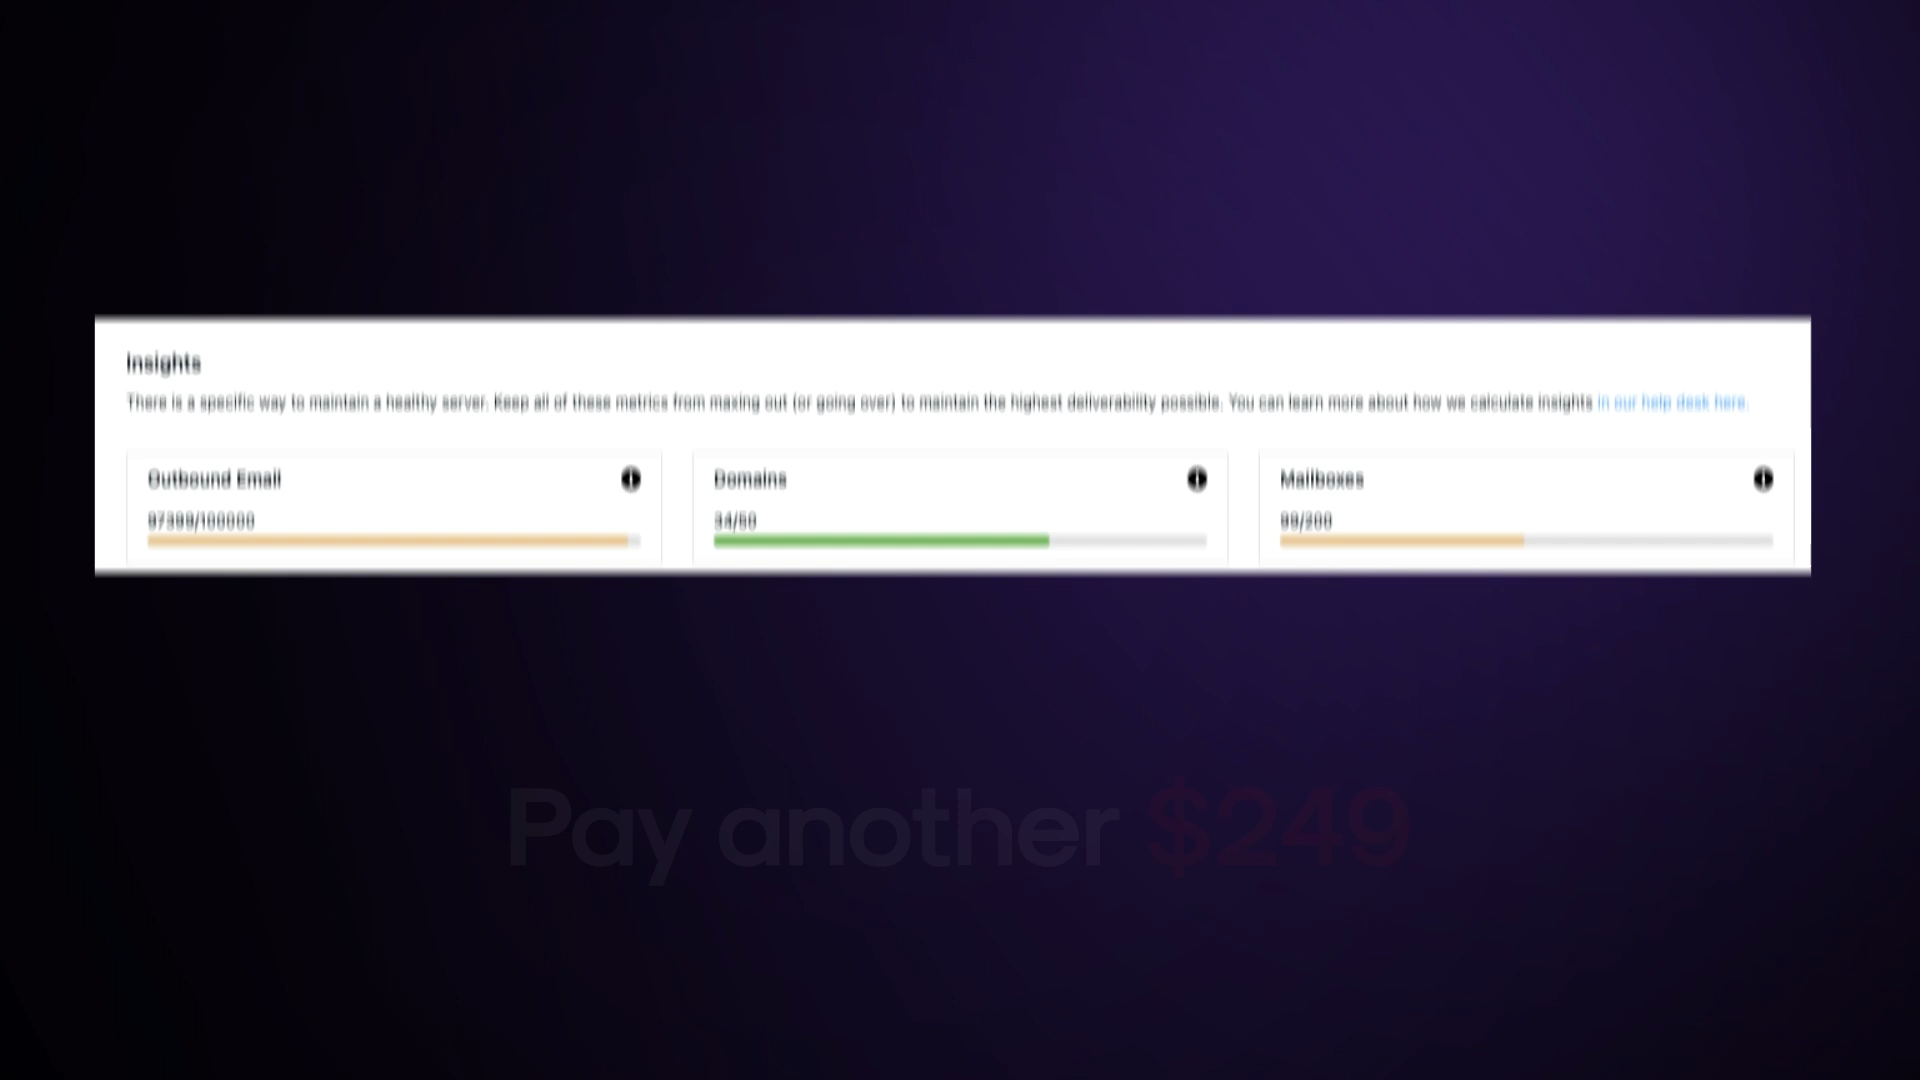 Insights
There is a specific way to maintain a healthy server. Keep all of these metrics from maxing out (or going over) to maintain the highest deliverability possible. You can learn more about how we calculate insights in our help desk here.
Outbound Email
97399/100000
Domains
34/50
Mailboxes
99/200
Pay another $249